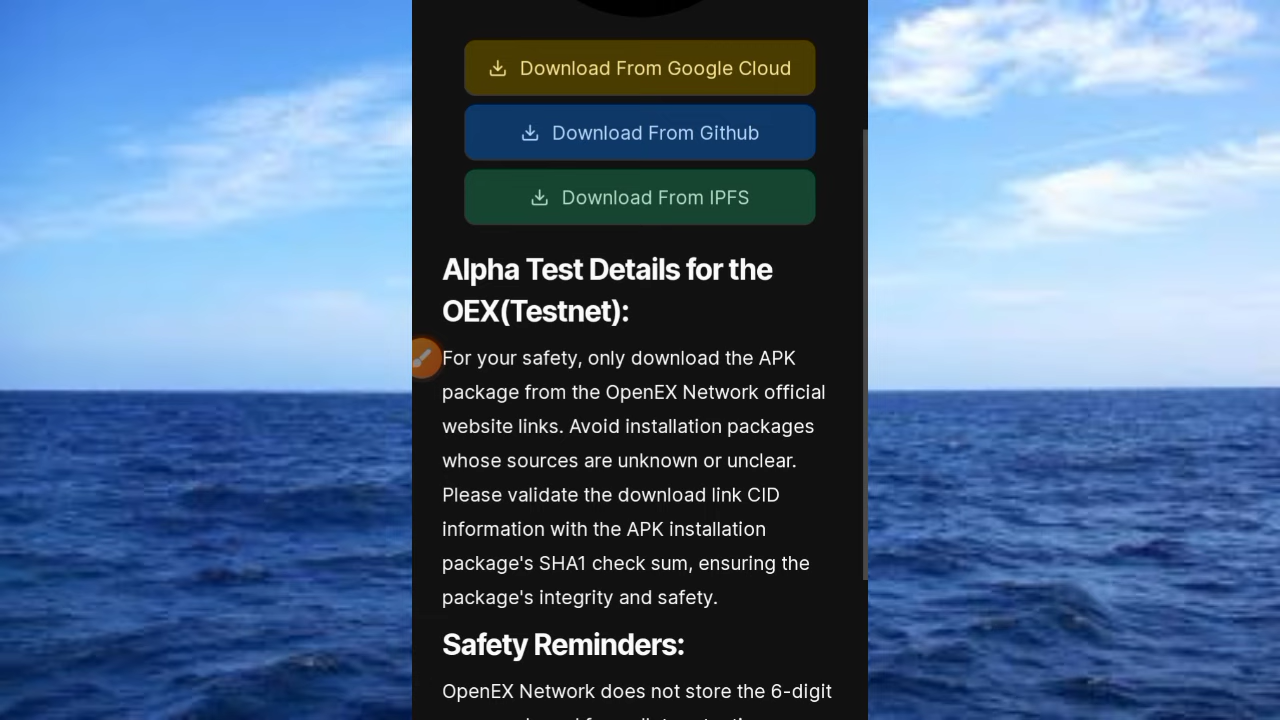 Download From Google Cloud
Download From Github
Download From IPFS
Alpha Test Details for the
OEX(Testnet):
For your safety, only download the APK
package from the OpenEX Network official
website links. Avoid installation packages
whose sources are unknown or unclear.
Please validate the download link CID
information with the APK installation
package's SHA1 check sum, ensuring the
package's integrity and safety.
Safety Reminders:
OpenEX Network does not store the 6-digit